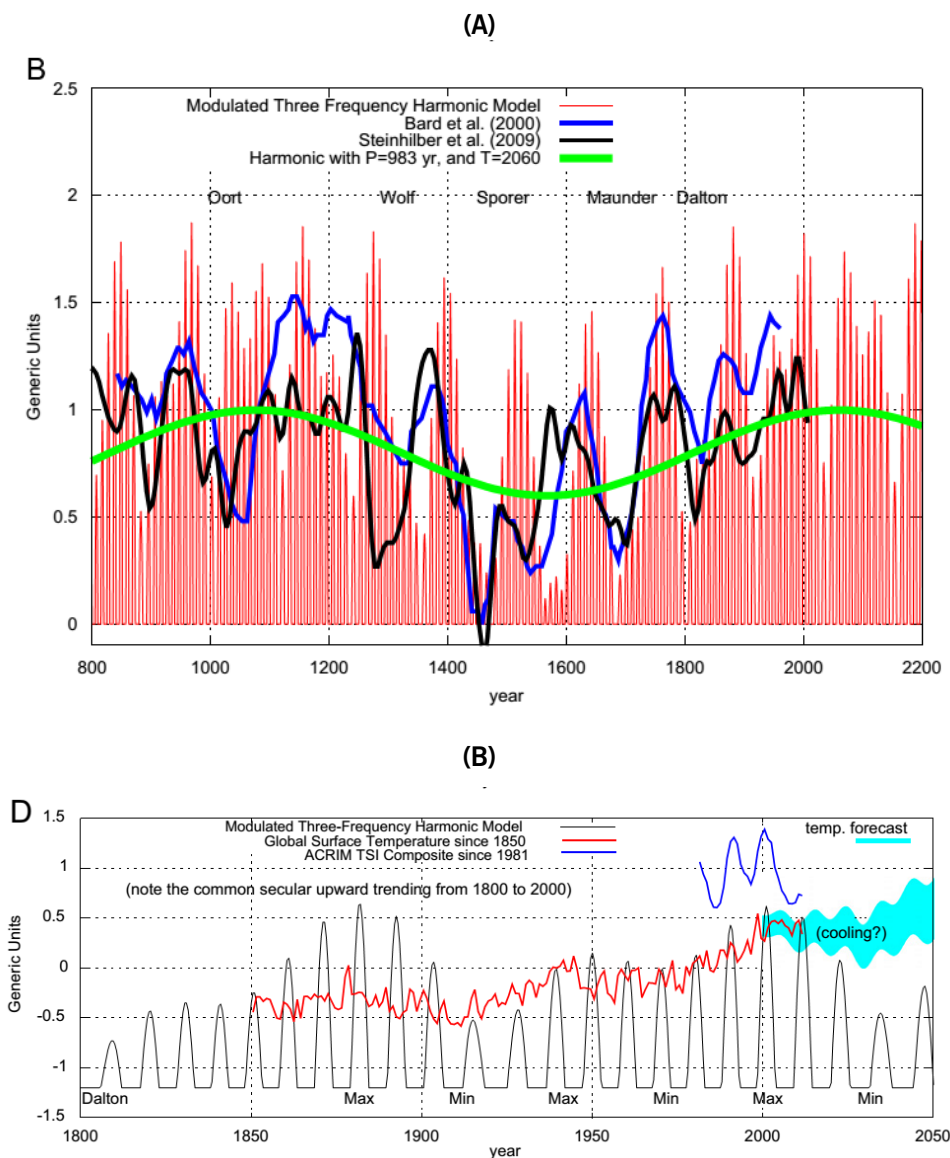 (A)
B
2.5
2
1.5
1
0.5
0
Generic Units
Modulated Three Frequency Harmonic Model
Bard et al. (2000)
Steinhilber et al. (2009)
Harmonic with P=983 yr, and T=2060
Oort Wolf Sporer Maunder Dalton
800 1000 1200 1400 1600 1800 2000 2200
year
(B)
D
1.5
1
0.5
0
-0.5
-1
-1.5
Generic Units
Modulated Three-Frequency Harmonic Model
Global Surface Temperature since 1850
ACRIM TSI Composite since 1981
temp. forecast
(note the common secular upward trending from 1800 to 2000)
(cooling?)
Dalton Max Min Max Min Max Min
1800 1850 1900 1950 2000 2050
year